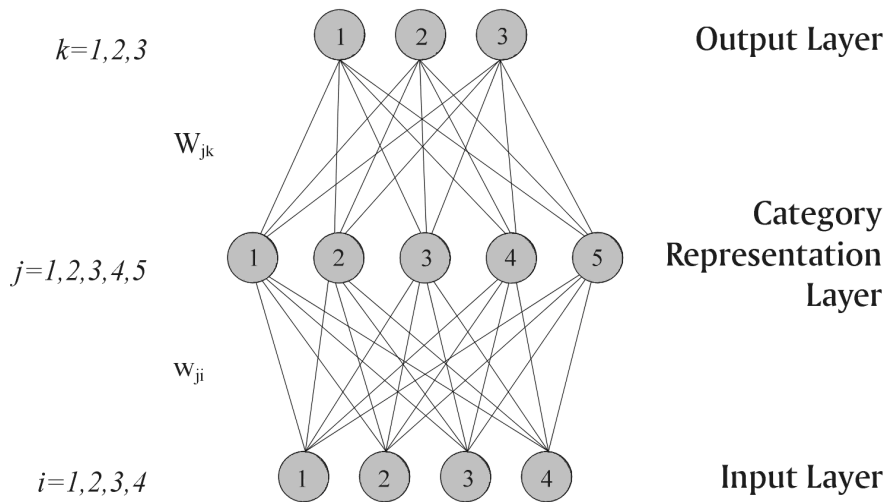 k=1,2,3
1 2 3
Output Layer
W_jk
Category
Representation
Layer
j=1,2,3,4,5
1 2 3 4 5
w_ji
i=1,2,3,4
1 2 3 4
Input Layer